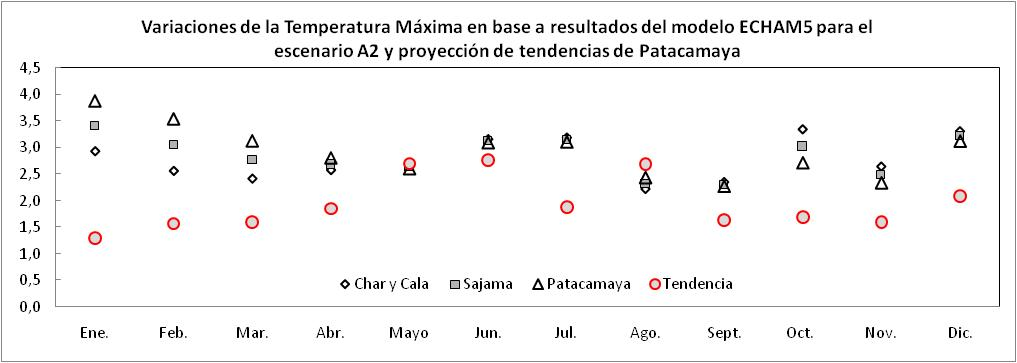 Variaciones de la Temperatura Máxima en base a resultados del modelo ECHAM5 para el
escenario A2 y proyección de tendencias de Patacamaya
4,5
4,0
3,5
3,0
2,5
2,0
1,5
1,0
0,5
0,0
Char y Cala Sajama Patacamaya Tendencia
Ene. Feb. Mar. Abr. Mayo Jun. Jul. Ago. Sept. Oct. Nov. Dic.